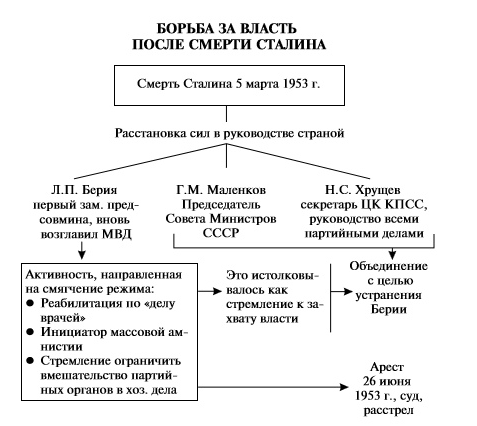 БОРЬБА ЗА ВЛАСТЬ
ПОСЛЕ СМЕРТИ СТАЛИНА
Смерть Сталина 5 марта 1953 г.
Расстановка сил в руководстве страной
Л.П. Берия
первый зам. пред-
совмина, вновь
возглавил МВД
Г.М. Маленков
Председатель
Совета Министров
СССР
Н.С. Хрущев
секретарь ЦК КПСС,
руководство всеми
партийными делами
Активность, направленная
на смягчение режима:
● Реабилитация по «делу
врачей»
● Инициатор массовой ам-
нистии
● Стремление ограничить
вмешательство партий-
ных органов в хоз. дела
Это истолковы-
валось как
стремление к за-
хвату власти
Объединение
с целью
устранения
Берии
Арест
26 июня
1953 г., суд,
расстрел